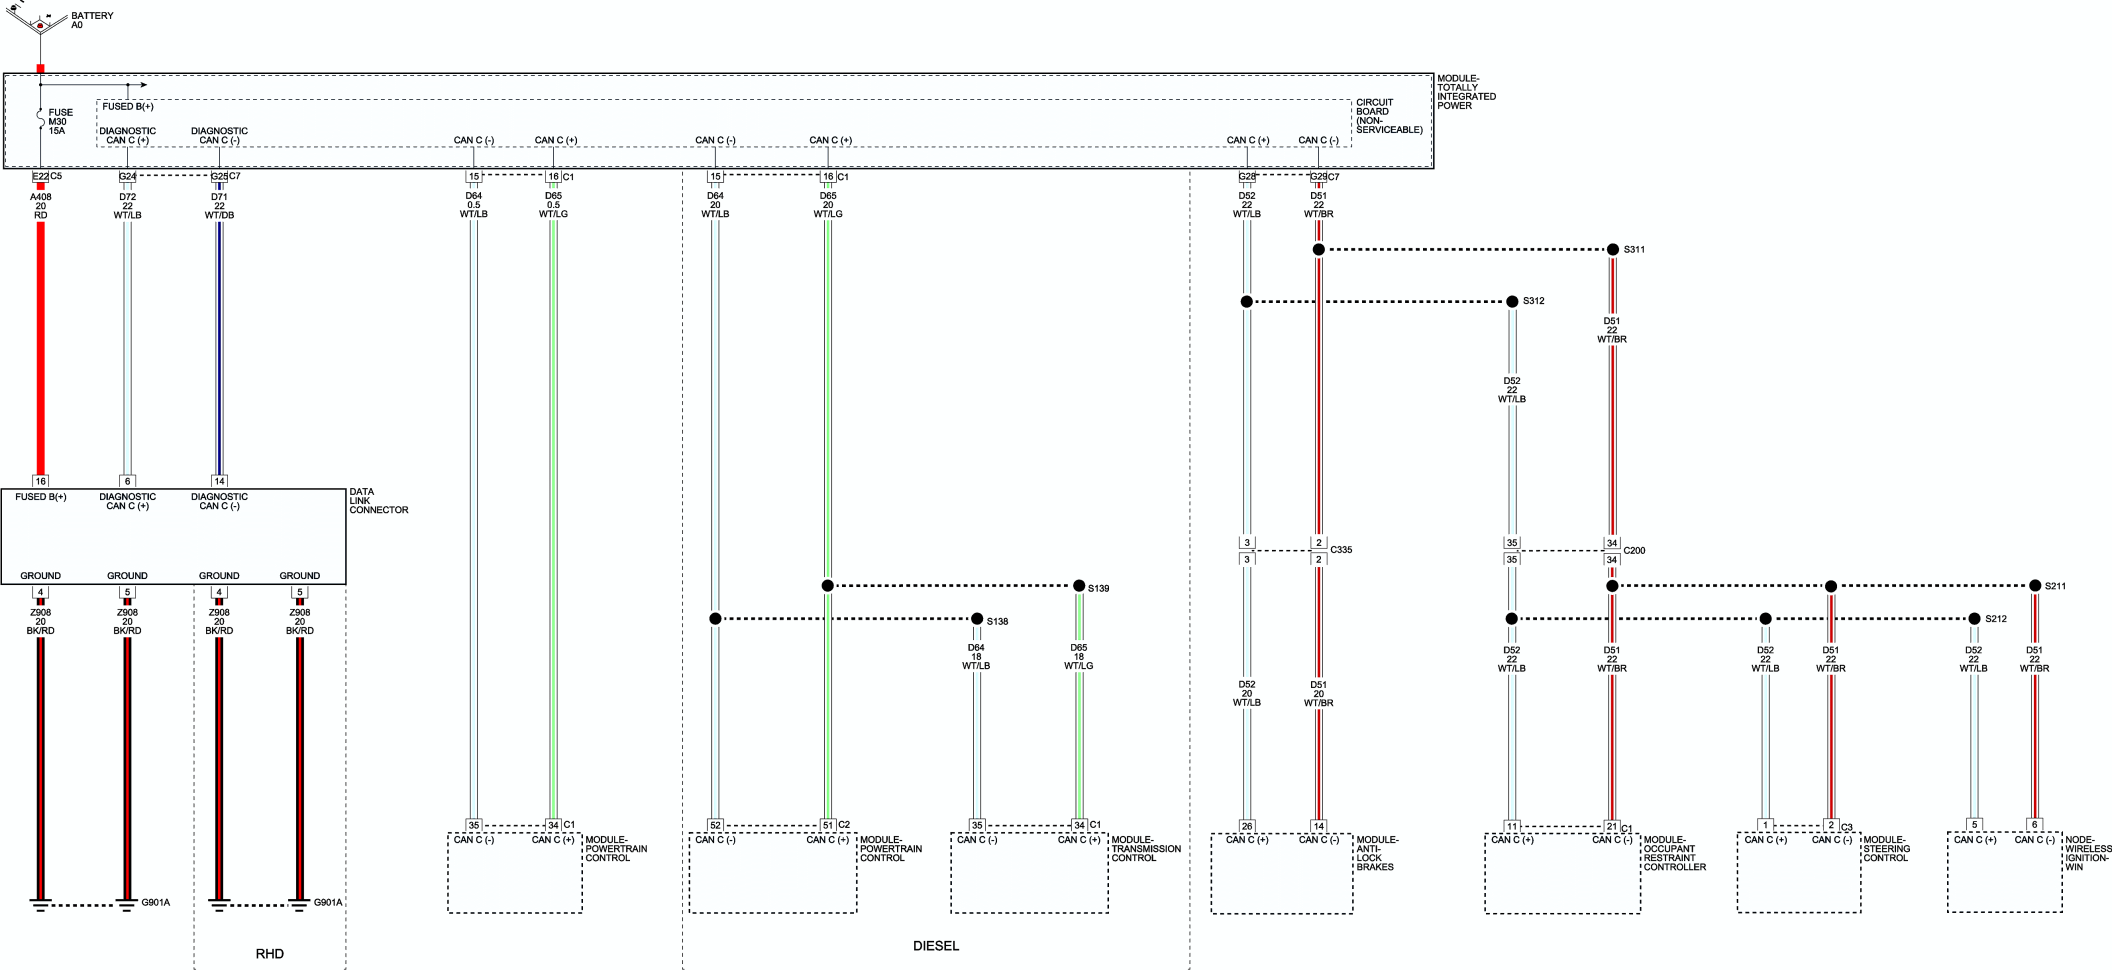 BATTERY
A0
MODULE-
TOTALLY
INTEGRATED
POWER
FUSED B(+)
CIRCUIT
BOARD
(NON-
SERVICEABLE)
FUSE
M30
15A
DIAGNOSTIC
CAN C (+)
DIAGNOSTIC
CAN C (-)
CAN C (-)
CAN C (+)
CAN C (-)
CAN C (+)
CAN C (+)
CAN C (-)
E22 C5
G24
G25 C7
15
16 C1
15
16 C1
G28
G29 C7
A408
20
RD
D72
22
WT/LB
D71
22
WT/DB
D64
0.5
WT/LB
D65
0.5
WT/LG
D64
20
WT/LB
D65
20
WT/LG
D52
22
WT/LB
D51
22
WT/BR
S311
S312
D51
22
WT/BR
D52
22
WT/LB
16
6
14
FUSED B(+)
DIAGNOSTIC
CAN C (+)
DIAGNOSTIC
CAN C (-)
DATA
LINK
CONNECTOR
3
2
3
2
C335
35
34
35
34
C200
GROUND
GROUND
GROUND
GROUND
4
5
4
5
S139
S211
S138
S212
Z908
20
BK/RD
Z908
20
BK/RD
Z908
20
BK/RD
Z908
20
BK/RD
D64
18
WT/LB
D65
18
WT/LG
D52
20
WT/LB
D51
20
WT/BR
D52
22
WT/LB
D51
22
WT/BR
D52
22
WT/LB
D51
22
WT/BR
D52
22
WT/LB
D51
22
WT/BR
35
34 C1
CAN C (-)
CAN C (+)
MODULE-
POWERTRAIN
CONTROL
52
51 C2
CAN C (-)
CAN C (+)
MODULE-
POWERTRAIN
CONTROL
35
34 C1
CAN C (-)
CAN C (+)
MODULE-
TRANSMISSION
CONTROL
26
14
CAN C (+)
CAN C (-)
MODULE-
ANTI-
LOCK
BRAKES
11
21 C1
CAN C (+)
CAN C (-)
MODULE-
OCCUPANT
RESTRAINT
CONTROLLER
1
2 C3
CAN C (+)
CAN C (-)
MODULE-
STEERING
CONTROL
5
6
CAN C (+)
CAN C (-)
NODE-
WIRELESS
IGNITION-
WIN
G901A
G901A
RHD
DIESEL